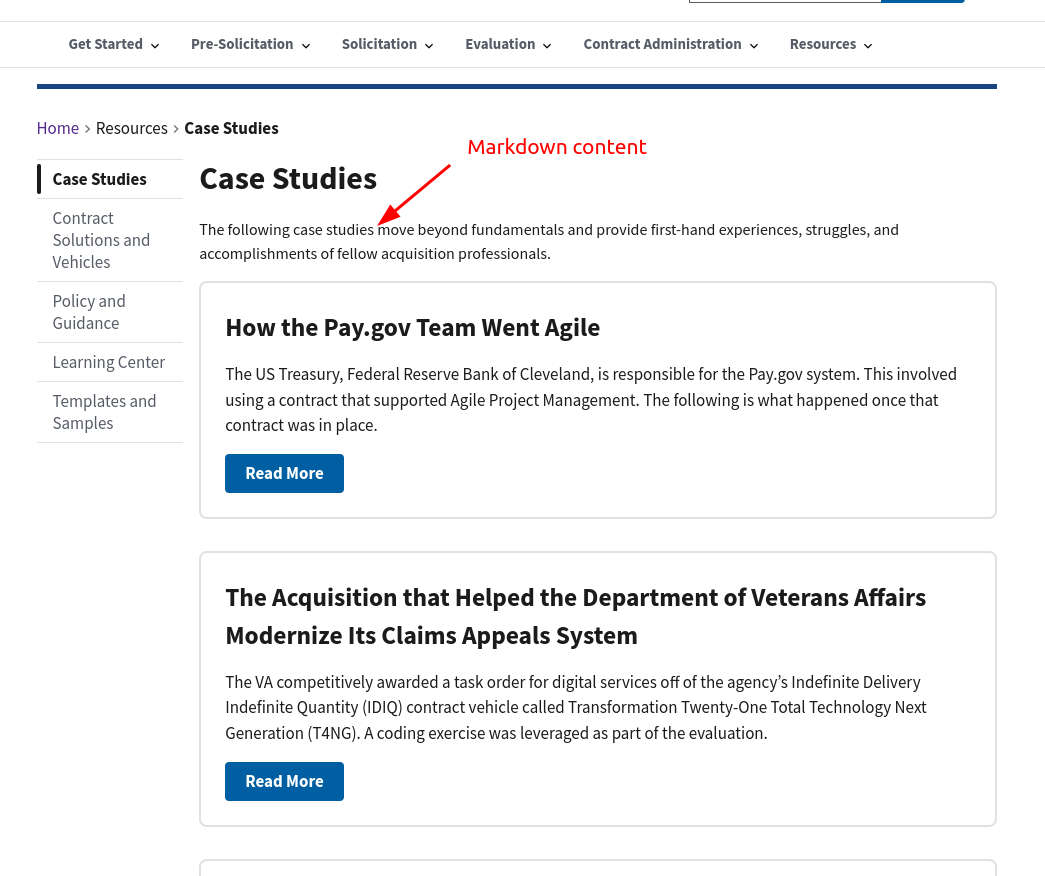 Get Started Pre-Solicitation Solicitation Evaluation Contract Administration Resources
Home > Resources > Case Studies
Markdown content
Case Studies
Contract
Solutions and
Vehicles
Policy and
Guidance
Learning Center
Templates and
Samples
Case Studies
The following case studies move beyond fundamentals and provide first-hand experiences, struggles, and
accomplishments of fellow acquisition professionals.
How the Pay.gov Team Went Agile
The US Treasury, Federal Reserve Bank of Cleveland, is responsible for the Pay.gov system. This involved
using a contract that supported Agile Project Management. The following is what happened once that
contract was in place.
Read More
The Acquisition that Helped the Department of Veterans Affairs
Modernize Its Claims Appeals System
The VA competitively awarded a task order for digital services off of the agency’s Indefinite Delivery
Indefinite Quantity (IDIQ) contract vehicle called Transformation Twenty-One Total Technology Next
Generation (T4NG). A coding exercise was leveraged as part of the evaluation.
Read More